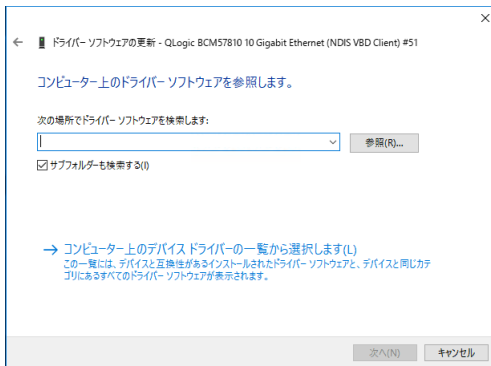 ドライバー ソフトウェアの更新 - QLogic BCM57810 10 Gigabit Ethernet (NDIS VBD Client) #51
コンピューター上のドライバー ソフトウェアを参照します。
次の場所でドライバー ソフトウェアを検索します:
参照(R)...
サブフォルダーも検索する(I)
コンピューター上のデバイス ドライバーの一覧から選択します(L)
この一覧には、デバイスと互換性があるインストールされたドライバー ソフトウェアと、デバイスと同じカテ
ゴリにあるすべてのドライバー ソフトウェアが表示されます。
次へ(N)
キャンセル